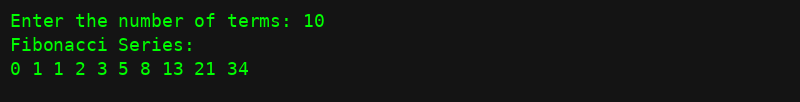 Enter the number of terms: 10
Fibonacci Series:
0 1 1 2 3 5 8 13 21 34